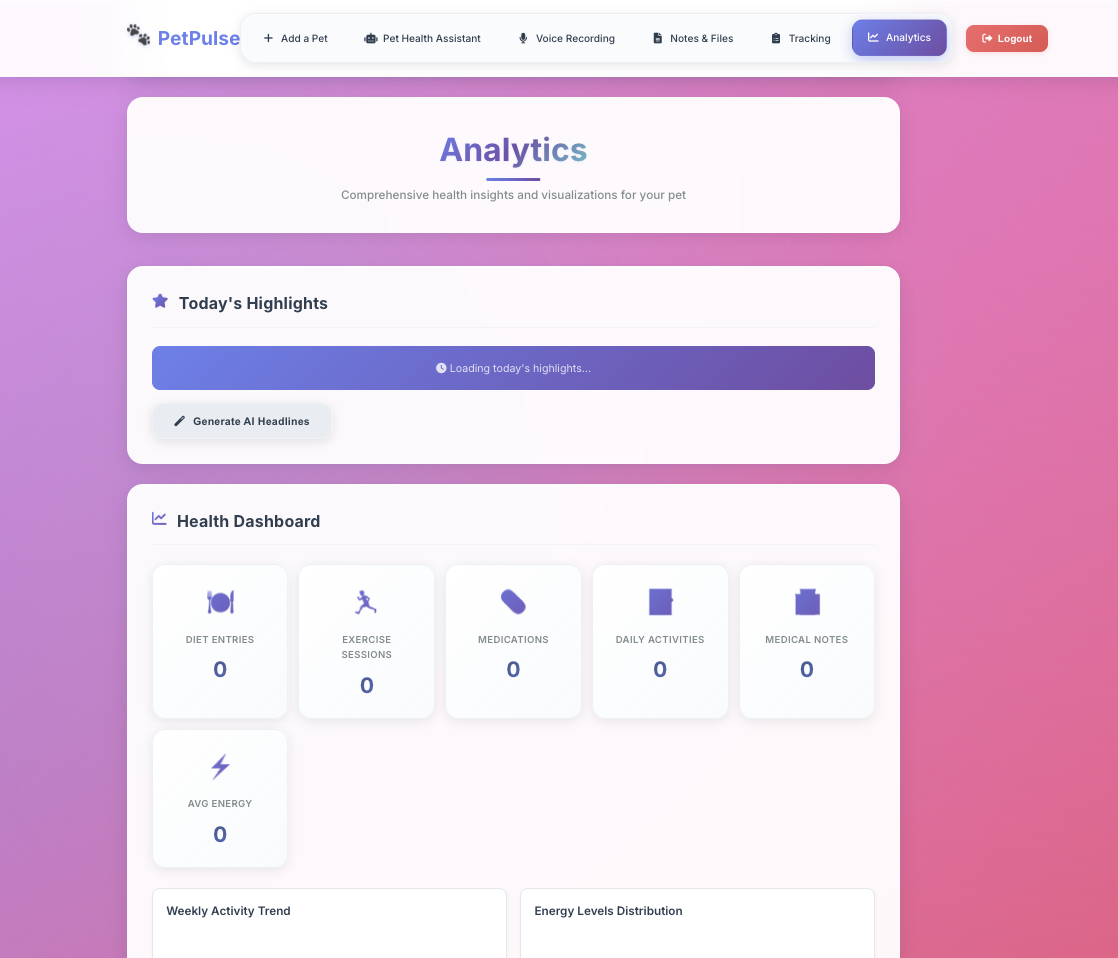 PetPulse
Add a Pet
Pet Health Assistant
Voice Recording
Notes & Files
Tracking
Analytics
Logout
Analytics
Comprehensive health insights and visualizations for your pet
Today's Highlights
Loading today's highlights...
Generate AI Headlines
Health Dashboard
DIET ENTRIES
0
EXERCISE
SESSIONS
0
MEDICATIONS
0
DAILY ACTIVITIES
0
MEDICAL NOTES
0
AVG ENERGY
0
Weekly Activity Trend
Energy Levels Distribution